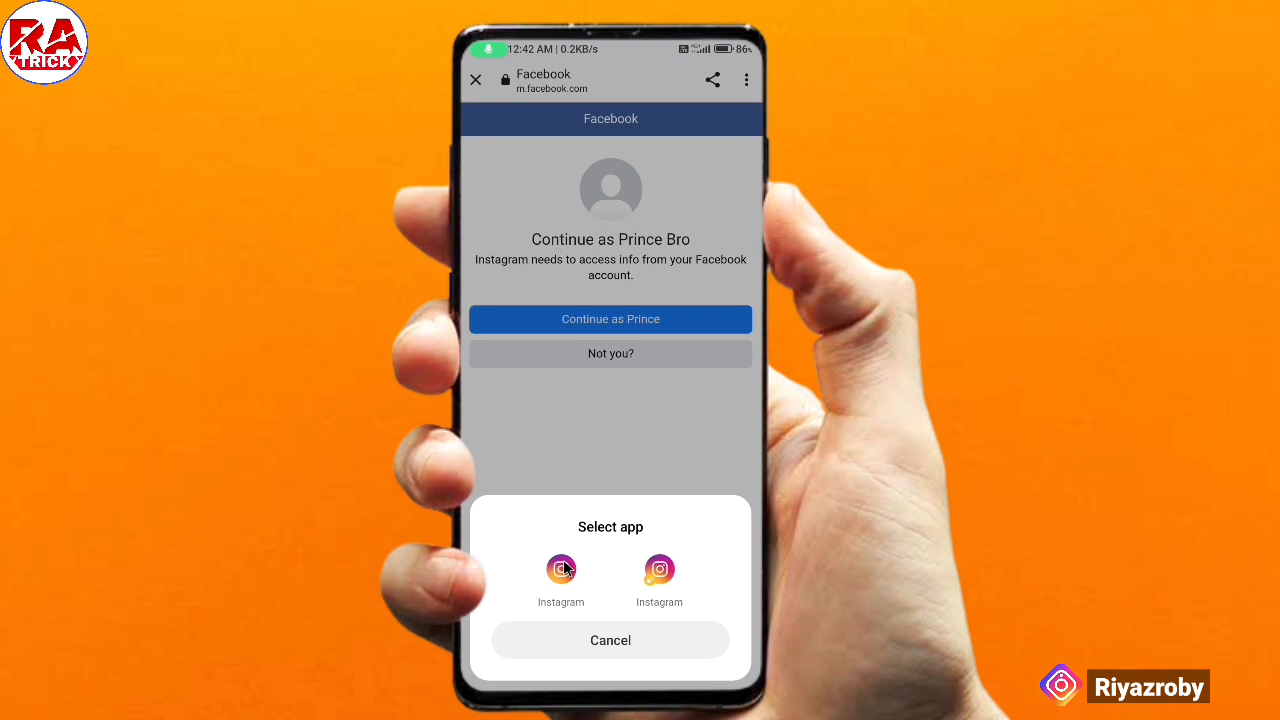 RA
TRICK
12:42 AM | 0.2KB/s
86%
Facebook
m.facebook.com
Facebook
Continue as Prince Bro
Instagram needs to access info from your Facebook
account.
Continue as Prince
Not you?
Select app
Instagram
Instagram
Cancel
Riyazroby